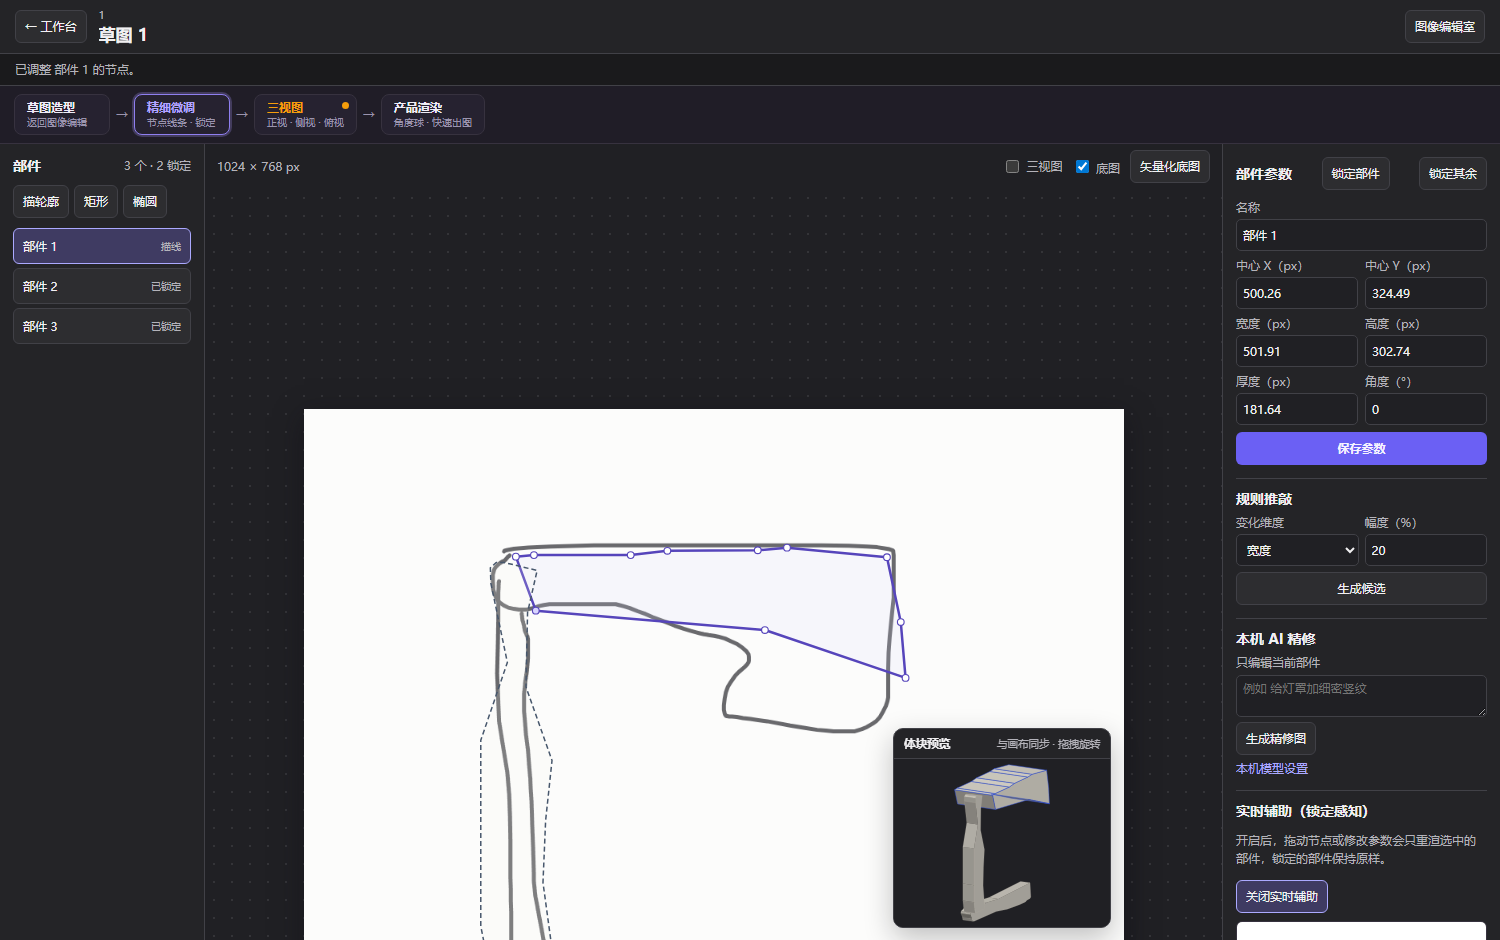 ← 工作台
1
草图 1
图像编辑室
已调整 部件 1 的节点。
草图造型
返回图像编辑
→
精细微调
节点线条 · 锁定
→
三视图
正视 · 侧视 · 俯视
→
产品渲染
角度球 · 快速出图
部件
3 个 · 2 锁定
描轮廓
矩形
椭圆
部件 1
描线
部件 2
已锁定
部件 3
已锁定
1024 × 768 px
三视图
底图
矢量化底图
体块预览
与画布同步 · 拖拽旋转
部件参数
锁定部件
锁定其余
名称
部件 1
中心 X（px）
中心 Y（px）
500.26
324.49
宽度（px）
高度（px）
501.91
302.74
厚度（px）
角度（°）
181.64
0
保存参数
规则推敲
变化维度
幅度（%）
宽度
20
生成候选
本机 AI 精修
只编辑当前部件
例如 给灯罩加细密竖纹
生成精修图
本机模型设置
实时辅助（锁定感知）
开启后，拖动节点或修改参数会只重渲选中的
部件，锁定的部件保持原样。
关闭实时辅助